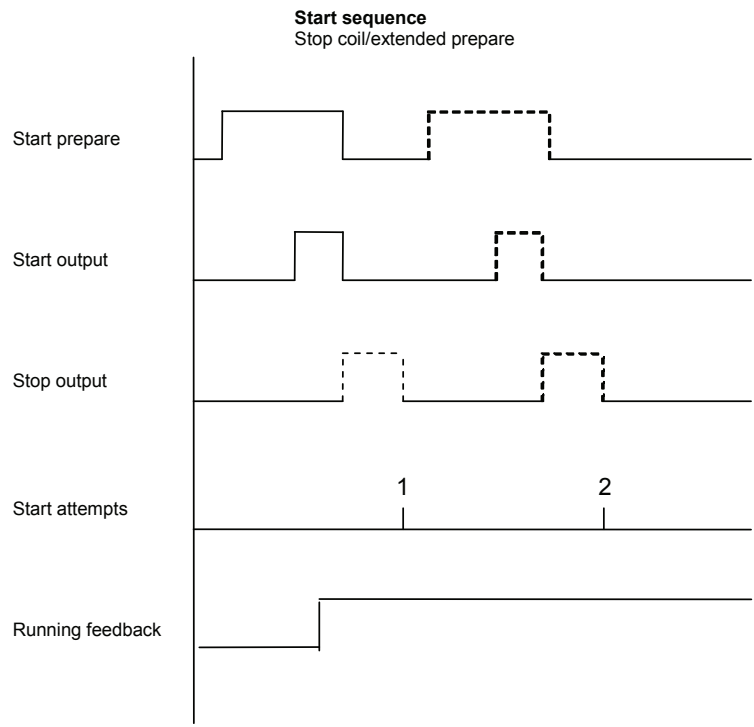 Start sequence
Stop coil/extended prepare
Start prepare
Start output
Stop output
1
2
Start attempts
Running feedback